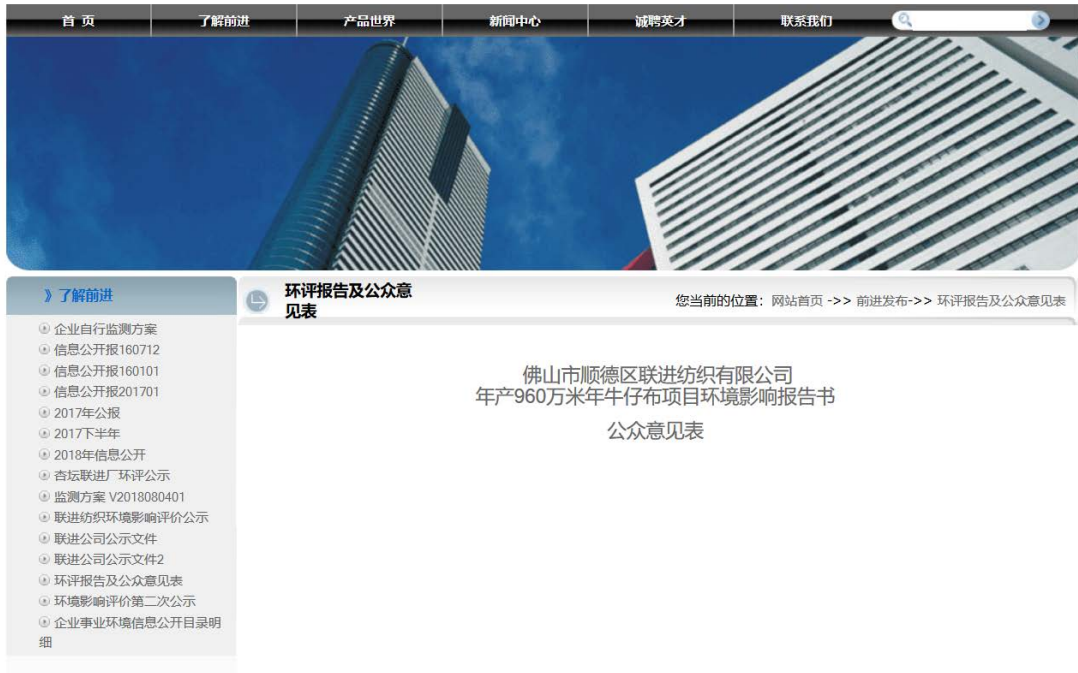 首 页
了解前进
产品世界
新闻中心
诚聘英才
联系我们
》了解前进
企业自行监测方案
信息公开报160712
信息公开报160101
信息公开报201701
2017年公报
2017下半年
2018年信息公开
杏坛联进厂环评公示
监测方案 V2018080401
联进纺织环境影响评价公示
联进公司公示文件
联进公司公示文件2
环评报告及公众意见表
环境影响评价第二次公示
企业事业环境信息公开目录明
细
环评报告及公众意
见表
您当前的位置：网站首页 ->> 前进发布->> 环评报告及公众意见表
佛山市顺德区联进纺织有限公司
年产960万米年牛仔布项目环境影响报告书
公众意见表